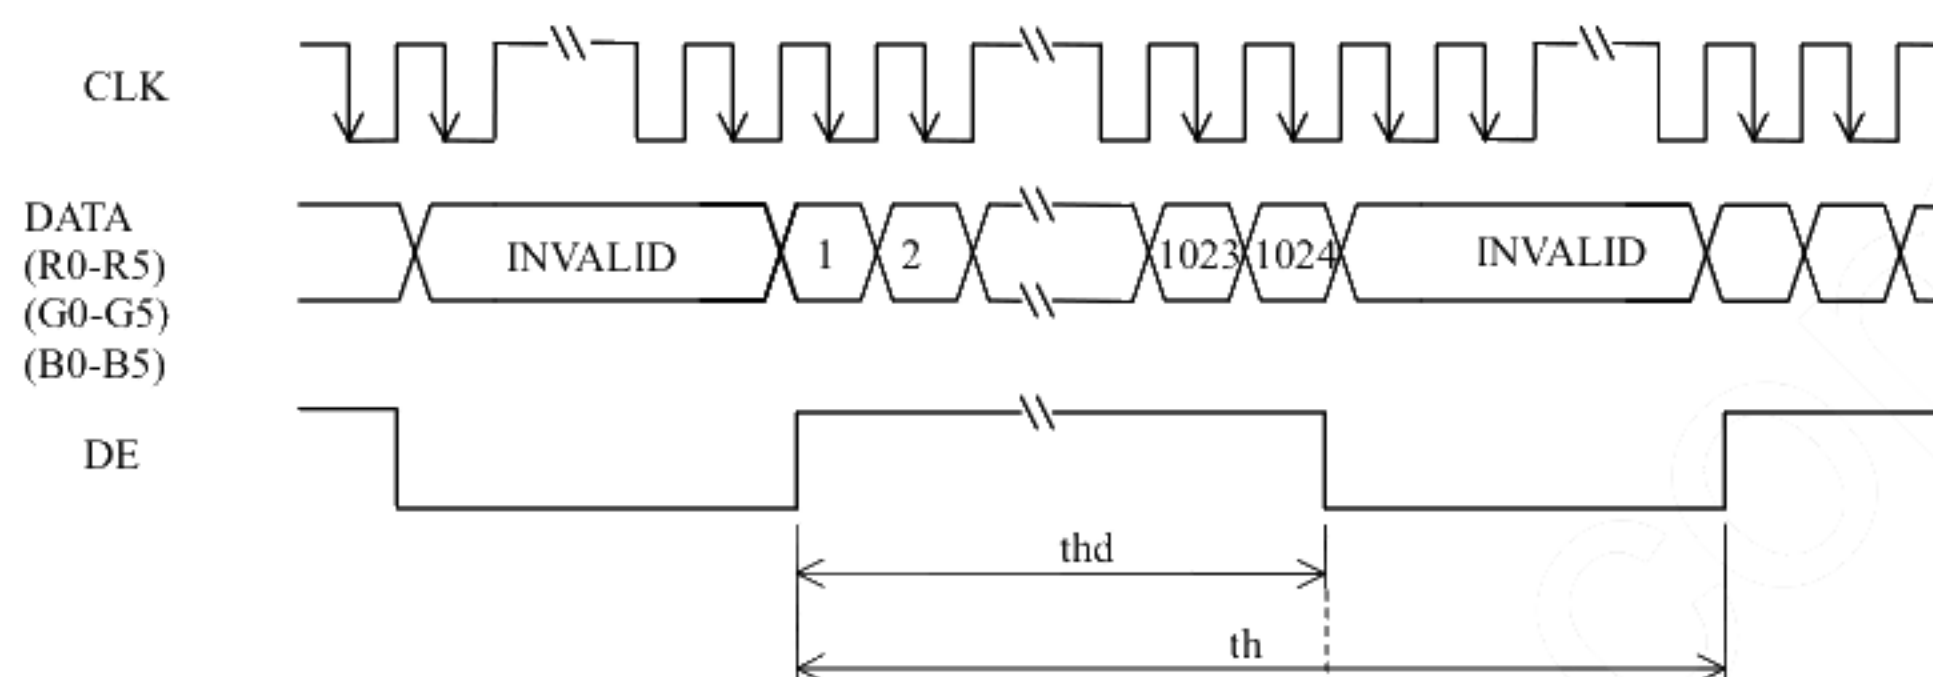 CLK
DATA
(R0-R5)
(G0-G5)
(B0-B5)
INVALID 1 2 1023 1024 INVALID
DE
thd
th